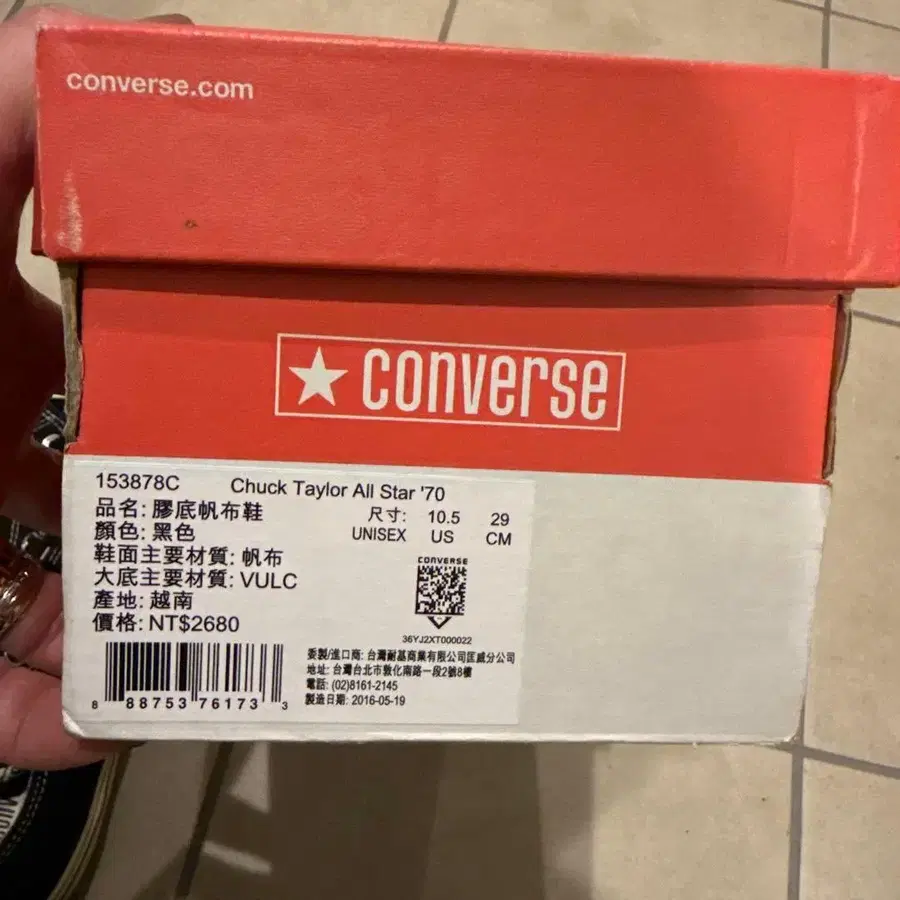 converse.com
CONVERSE
153878C Chuck Taylor All Star '70
品名: 膠底帆布鞋
尺寸: 10.5 29
顏色: 黑色
UNISEX US CM
鞋面主要材質: 帆布
大底主要材質: VULC
產地: 越南
價格: NT$2680
CONVERSE
36YJ2XT000022
委製/進口商: 台灣耐基商業有限公司匡威分公司
地址: 台灣台北市敦化南路一段2號8樓
電話: (02)8161-2145
製造日期: 2016-05-19
8 88753 76173 3